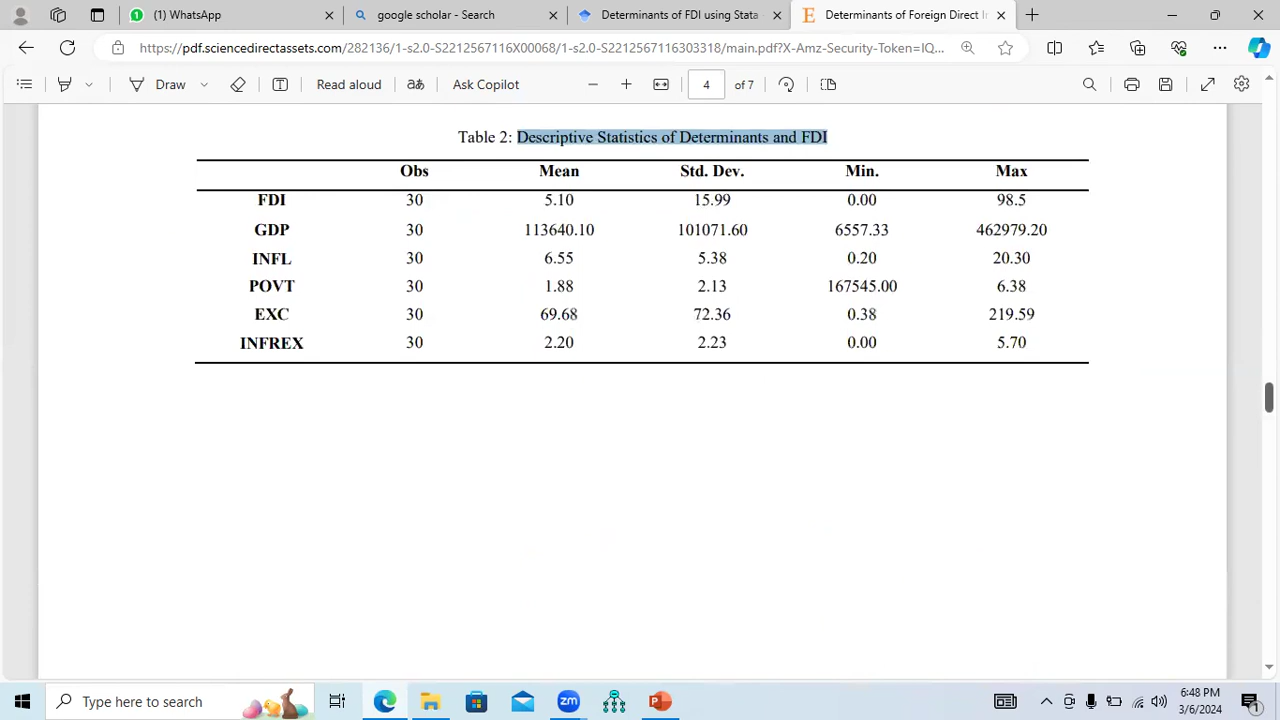 (1) WhatsApp
google scholar - Search
Determinants of FDI using Stata -
Determinants of Foreign Direct In
https://pdf.sciencedirectassets.com/282136/1-s2.0-S2212567116X00065/1-s2.0-S2212567116303318/main.pdf?X-Amz-Security-Token=IQ...
Draw
Read aloud
aあ
Ask Copilot
4 of 7
Table 2: Descriptive Statistics of Determinants and FDI
Obs Mean Std. Dev. Min. Max
FDI 30 5.10 15.99 0.00 98.5
GDP 30 113640.10 101071.60 6557.33 462979.20
INFL 30 6.55 5.38 0.20 20.30
POVT 30 1.88 2.13 167545.00 6.38
EXC 30 69.68 72.36 0.38 219.59
INFREX 30 2.20 2.23 0.00 5.70
Type here to search
zm
6:48 PM
3/6/2024
1